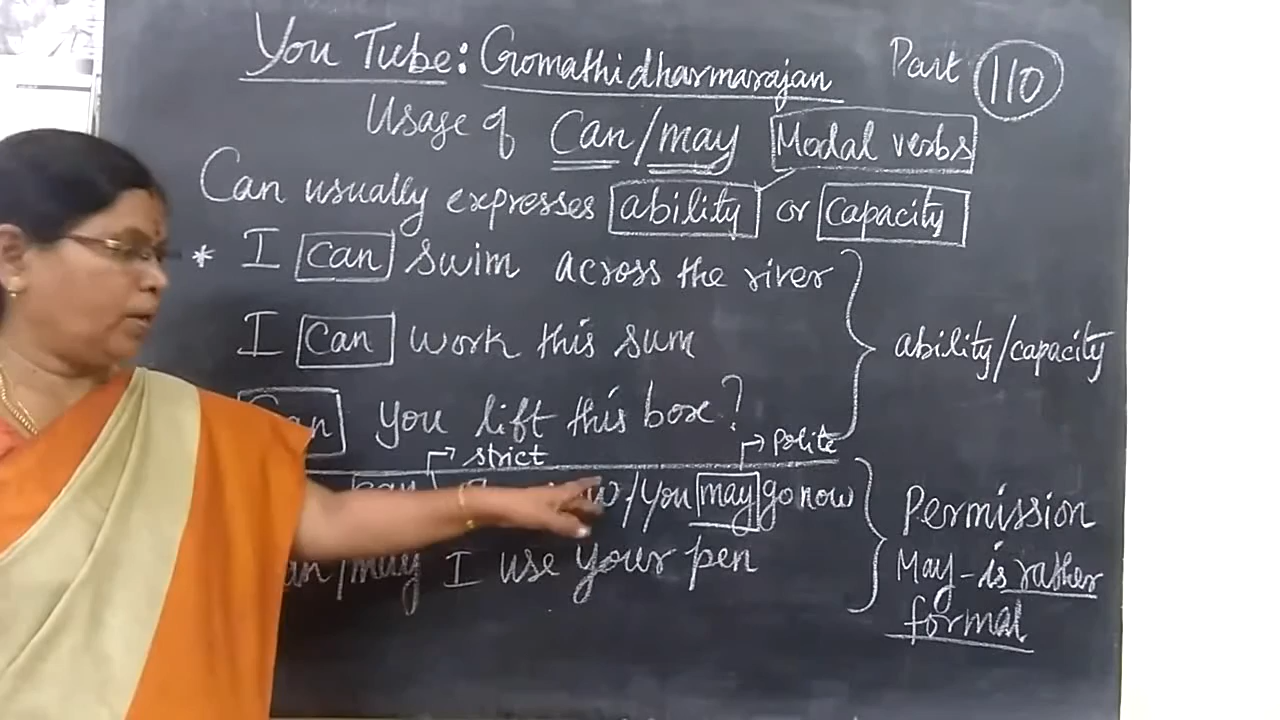 You Tube: Gomathidharmarajan Part 110
Usage of Can/may Modal verbs
Can usually expresses ability or capacity
* I can swim across the river
I can work this sum
ability/capacity
you lift this box?
strict
Polite
can /You may go now
Permission
/may I use your pen
May - is rather
formal